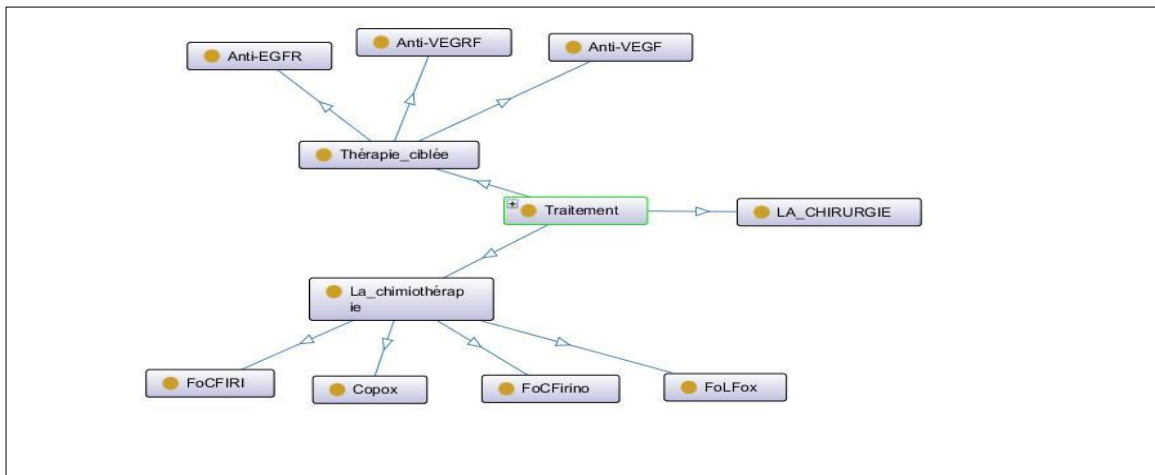 Anti-EGFR
Anti-VEGRF
Anti-VEGF
Thérapie_ciblée
Traitement
LA_CHIRURGIE
La_chimiothérap
ie
FoCFIRI
Copox
FoCFirino
FoLFox